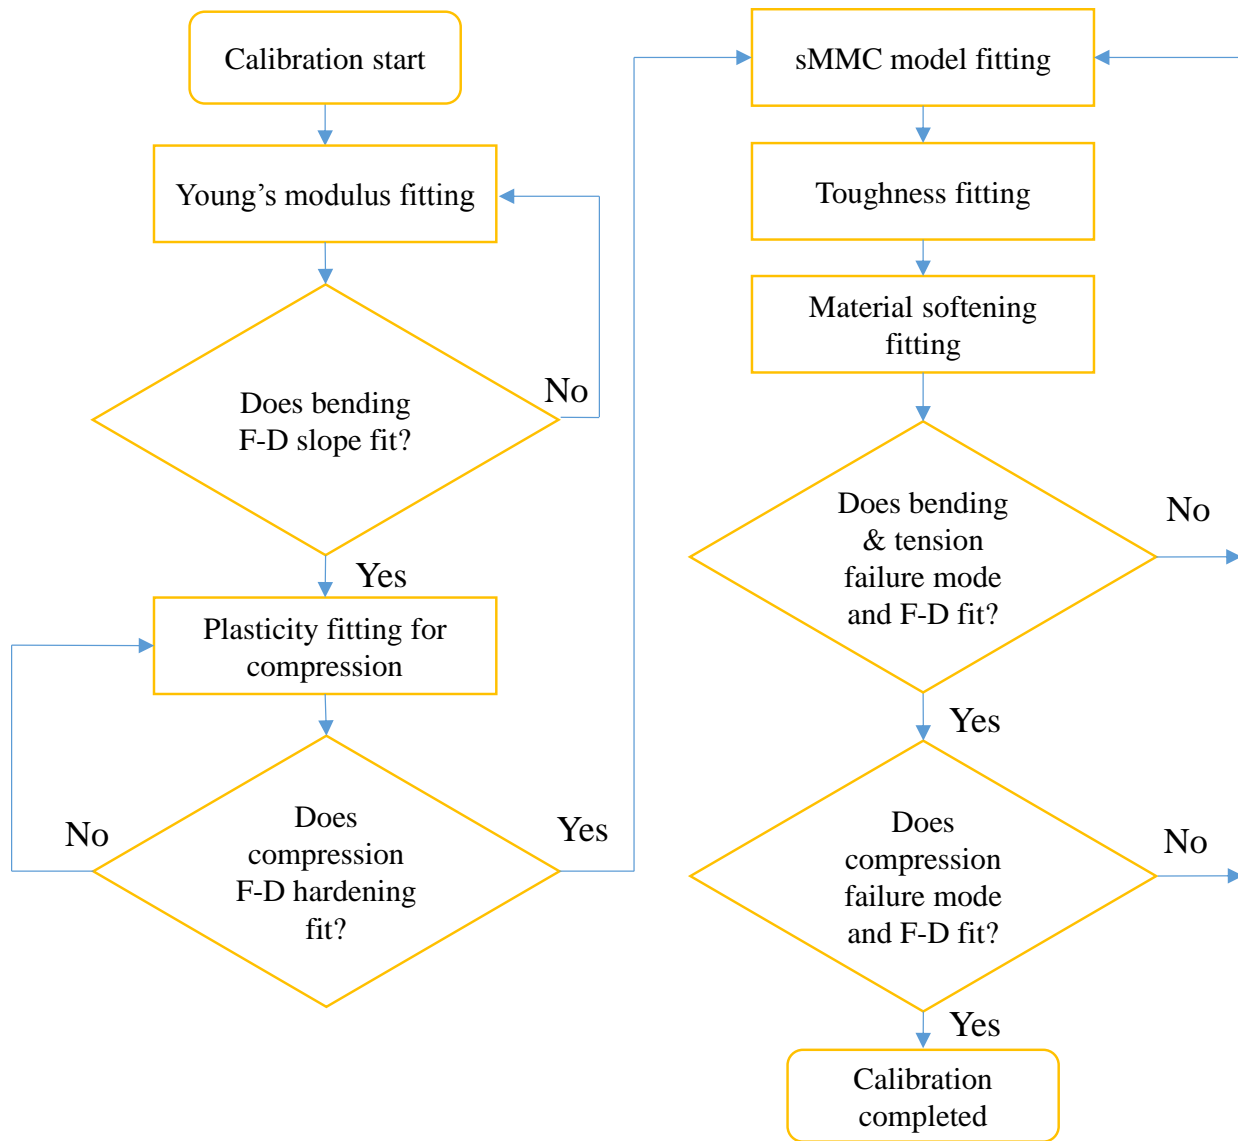 Calibration start
Young’s modulus fitting
Does bending
F-D slope fit?
No
Yes
Plasticity fitting for
compression
Does
compression
F-D hardening
fit?
No
Yes
sMMC model fitting
Toughness fitting
Material softening
fitting
Does bending
& tension
failure mode
and F-D fit?
No
Yes
Does
compression
failure mode
and F-D fit?
No
Yes
Calibration
completed